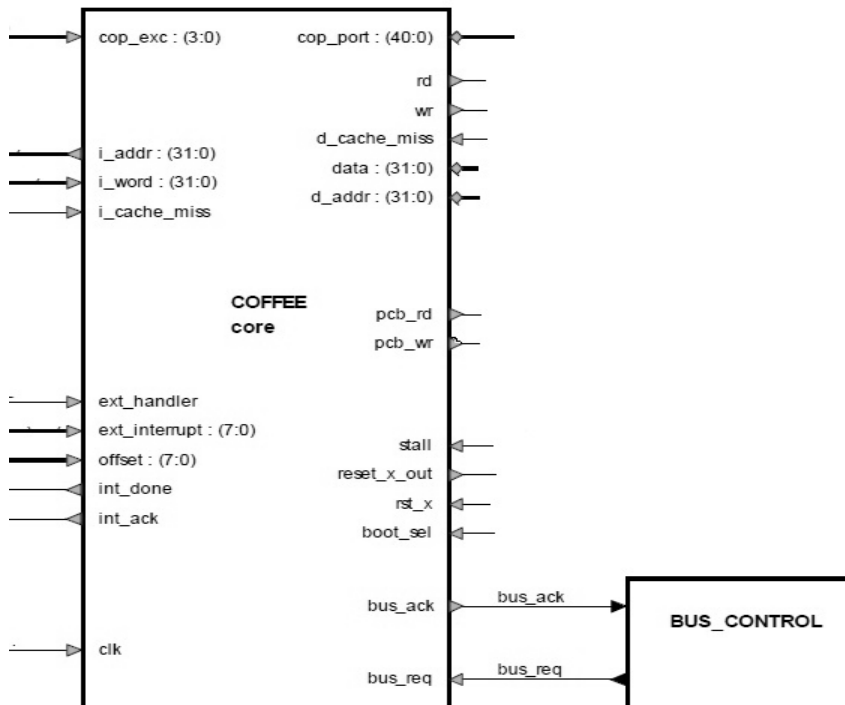 cop_exc : (3:0)
cop_port : (40:0)
rd
wr
d_cache_miss
i_addr : (31:0)
data : (31:0)
i_word : (31:0)
d_addr : (31:0)
i_cache_miss
COFFEE
core
pcb_rd
pcb_wr
ext_handler
ext_interrupt : (7:0)
stall
offset : (7:0)
reset_x_out
int_done
rst_x
int_ack
boot_sel
bus_ack
bus_ack
BUS_CONTROL
clk
bus_req
bus_req